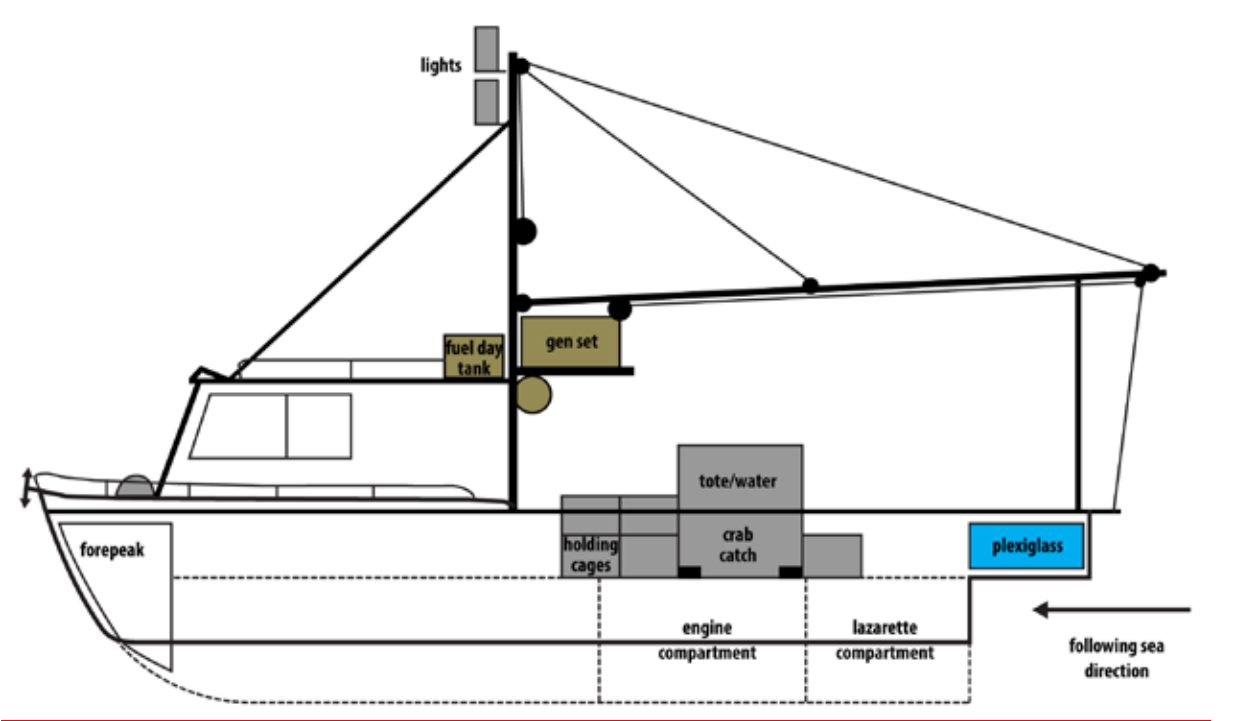 lights
fuel day
tank
gen set
tote/water
crab
catch
holding
cages
plexiglass
forepeak
engine
compartment
lazarette
compartment
following sea
direction